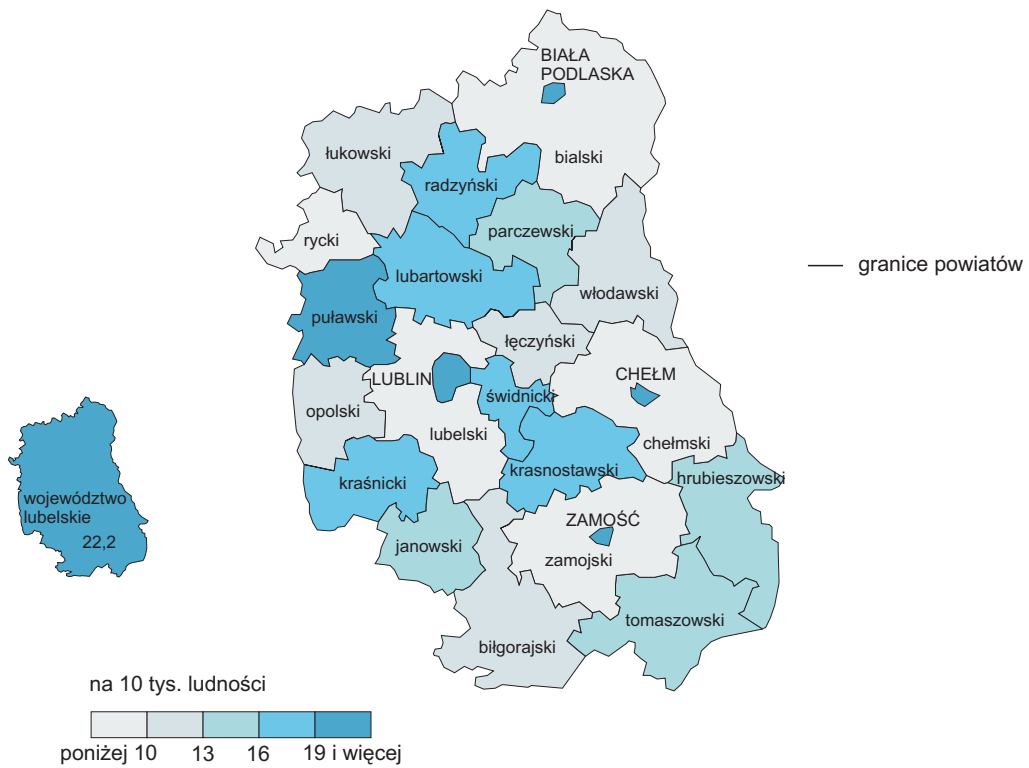 BIAŁA
PODLASKA
łukowski
bialski
radzyński
rycki
parczewski
lubartowski
granice powiatów
włodawski
puławski
łęczyński
LUBLIN
CHEŁM
świdnicki
opolski
lubelski
chełmski
krasnostawski
hrubieszowski
kraśnicki
województwo
lubelskie
22,2
ZAMOŚĆ
janowski
zamojski
tomaszowski
biłgorajski
na 10 tys. ludności
poniżej 10 13 16 19 i więcej